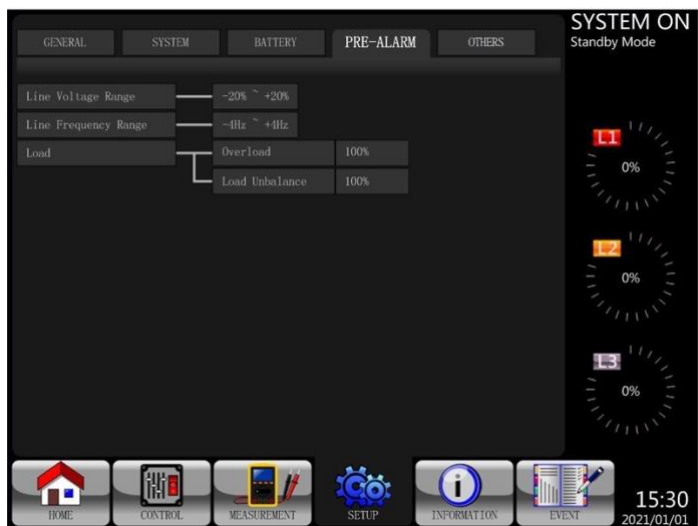 GENERAL SYSTEM BATTERY PRE-ALARM OTHERS
SYSTEM ON
Standby Mode
Line Voltage Range -20% ~ +20%
Line Frequency Range -4Hz ~ +4Hz
Load Overload 100%
Load Unbalance 100%
L1
0%
L2
0%
L3
0%
HOME CONTROL MEASUREMENT SETUP INFORMATION EVENT
15:30
2021/01/01